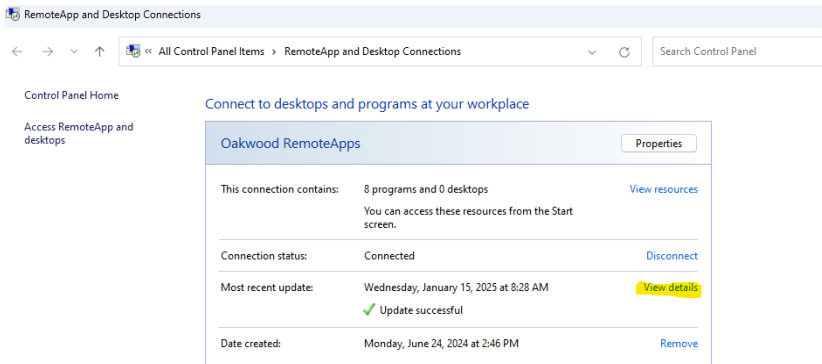 RemoteApp and Desktop Connections
« All Control Panel Items > RemoteApp and Desktop Connections
Search Control Panel
Control Panel Home
Access RemoteApp and
desktops
Connect to desktops and programs at your workplace
Oakwood RemoteApps
Properties
This connection contains: 8 programs and 0 desktops View resources
You can access these resources from the Start
screen.
Connection status: Connected Disconnect
Most recent update: Wednesday, January 15, 2025 at 8:28 AM View details
Update successful
Date created: Monday, June 24, 2024 at 2:46 PM Remove